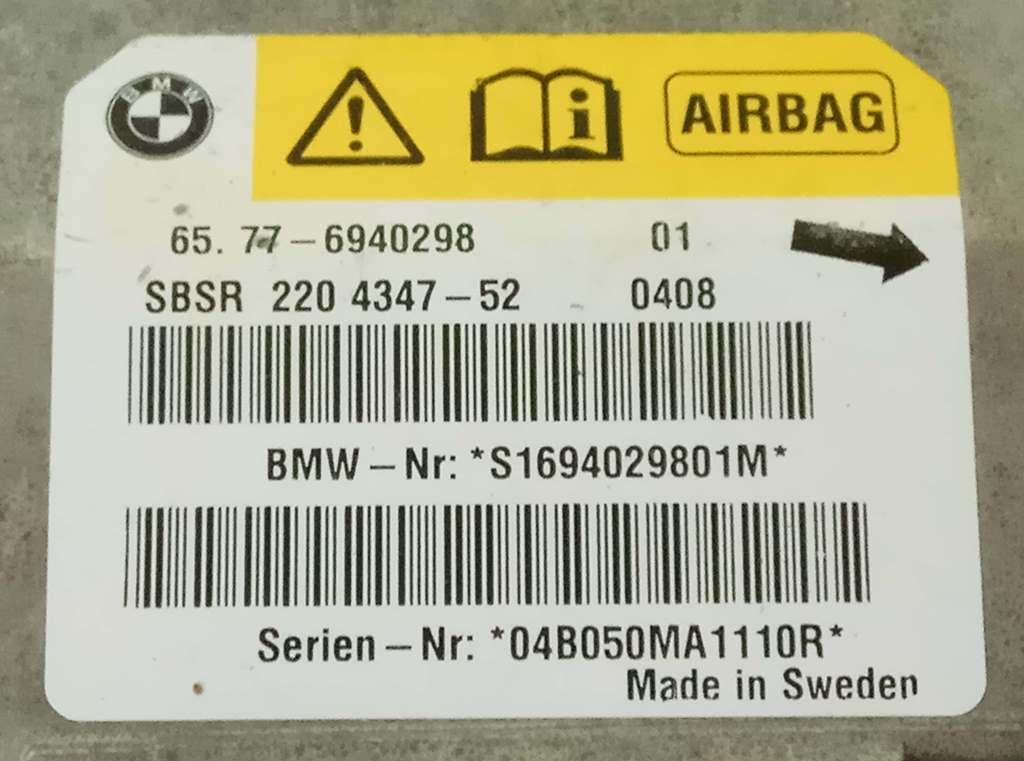 BMW
AIRBAG
65. 77-6940298 01
SBSR 220 4347-52 0408
BMW-Nr: *S1694029801M*
Serien-Nr: *04B050MA1110R*
Made in Sweden